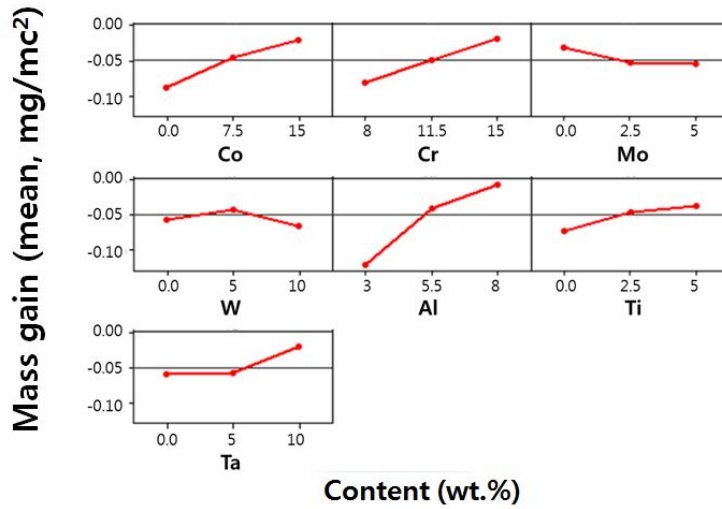 Mass gain (mean, mg/mc²)
0.00
-0.05
-0.10
0.0 7.5 15 8 11.5 15 0.0 2.5 5
Co Cr Mo
0.00
-0.05
-0.10
0.0 5 10 3 5.5 8 0.0 2.5 5
W Al Ti
0.00
-0.05
-0.10
0.0 5 10
Ta
Content (wt.%)